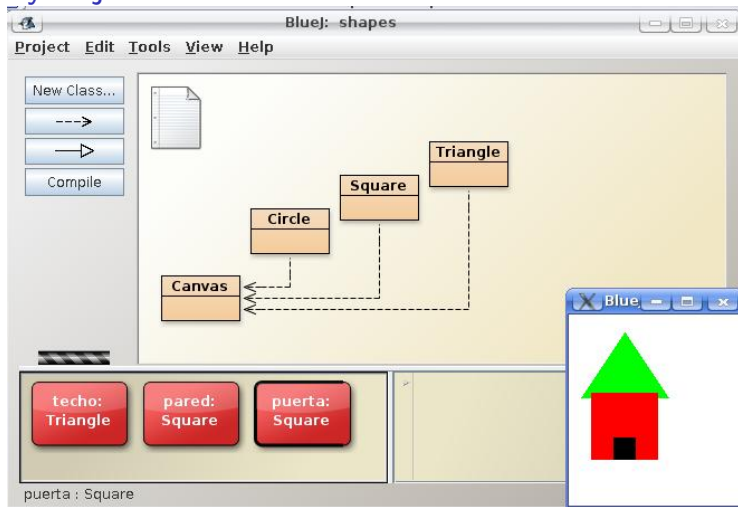 BlueJ: shapes
Project Edit Tools View Help
New Class...
Compile
Triangle
Square
Circle
Canvas
Blue
techo:
Triangle
pared:
Square
puerta:
Square
puerta : Square